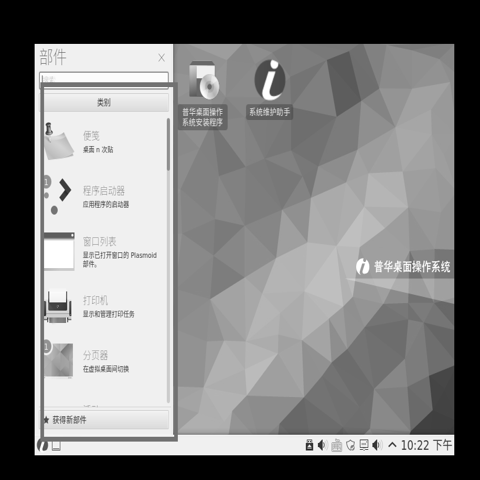 部件
X
类别
便笺
桌面 n 次贴
1
程序启动器
应用程序的启动器
窗口列表
显示已打开窗口的 Plasmoid
部件。
打印机
显示和管理打印任务
1
分页器
在虚拟桌面间切换
获得新部件
普华桌面操作
系统安装程序
系统维护助手
普华桌面操作系统
10:22 下午